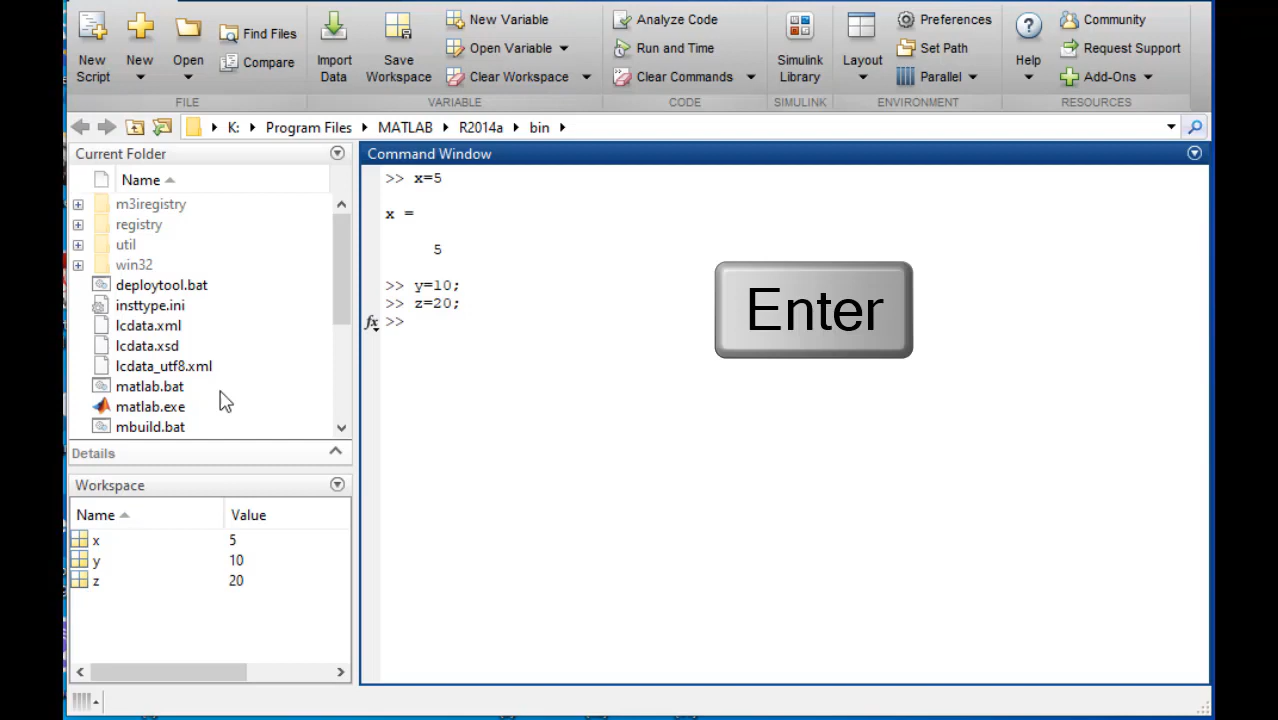 New Script
New
Open
Find Files
Compare
FILE
Import Data
Save Workspace
New Variable
Open Variable
Clear Workspace
VARIABLE
Analyze Code
Run and Time
Clear Commands
CODE
Simulink Library
SIMULINK
Layout
Preferences
Set Path
Parallel
ENVIRONMENT
Help
Community
Request Support
Add-Ons
RESOURCES
K: Program Files MATLAB R2014a bin
Current Folder
Name
m3iregistry
registry
util
win32
deploytool.bat
insttype.ini
lcdata.xml
lcdata.xsd
lcdata_utf8.xml
matlab.bat
matlab.exe
mbuild.bat
Details
Workspace
Name Value
x 5
y 10
z 20
Command Window
>> x=5
x =
5
>> y=10;
>> z=20;
fx >>
Enter